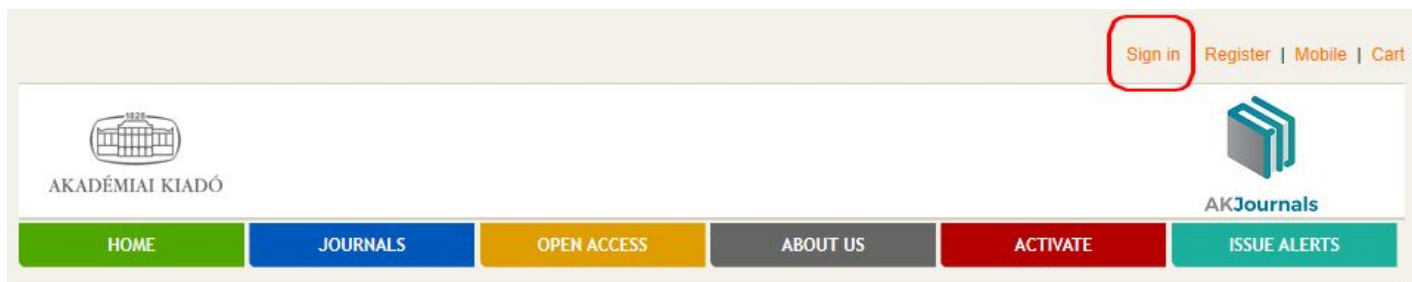 Sign in Register | Mobile | Cart
1828
AKADÉMIAI KIADÓ
AKJournals
HOME JOURNALS OPEN ACCESS ABOUT US ACTIVATE ISSUE ALERTS